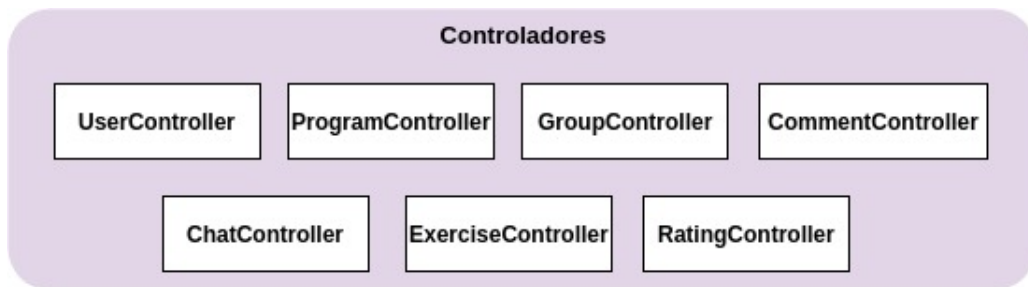 Controladores
UserController
ProgramController
GroupController
CommentController
ChatController
ExerciseController
RatingController